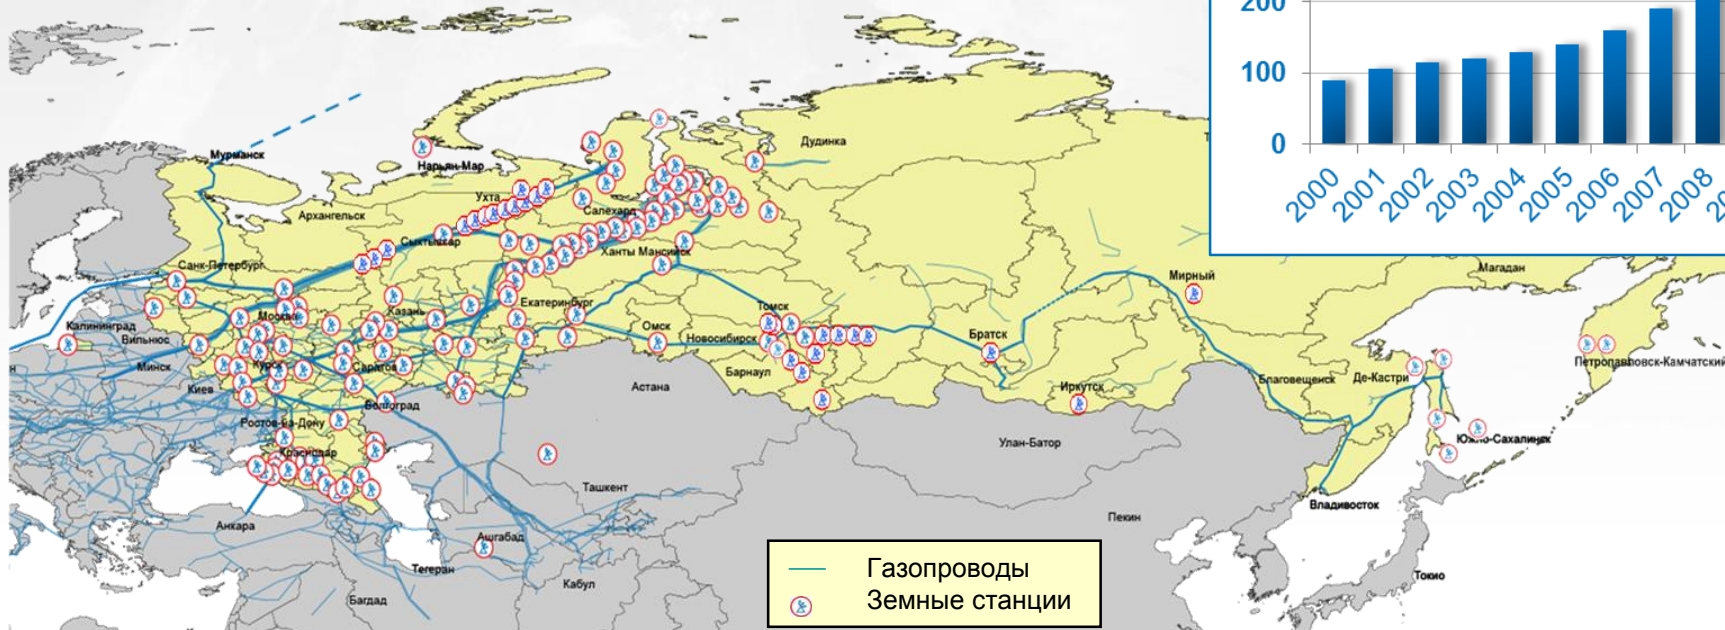 200
100
0
2000
2001
2002
2003
2004
2005
2006
2007
2008
Дудинка
Мурманск
Нарьян-Мар
Ухта
Архангельск
Салехард
Сыктывкар
Ханты Мансийск
Санк-Петербург
Мирный
Магадан
Екатеринбург
Томск
Казань
Москва
Калининград
Вильнюс
Омск
Новосибирск
Братск
Минск
Курск
Саратов
Барнаул
Петропавловск-Камчатский
Киев
Астана
Иркутск
Благовещенск
Де-Кастри
Волгоград
Ростов-на-Дону
Улан-Батор
Южно-Сахалинск
Краснодар
Ташкент
Владивосток
Анкара
Пекин
Ашгабад
Тегеран
Кабул
Токио
Багдад
Газопроводы
Земные станции